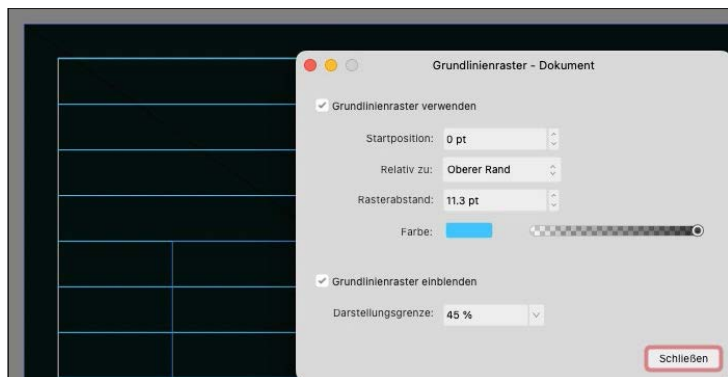 Grundlinienraster - Dokument
Grundlinienraster verwenden
Startposition: 0 pt
Relativ zu: Oberer Rand
Rasterabstand: 11.3 pt
Farbe:
Grundlinienraster einblenden
Darstellungsgrenze: 45 %
Schließen